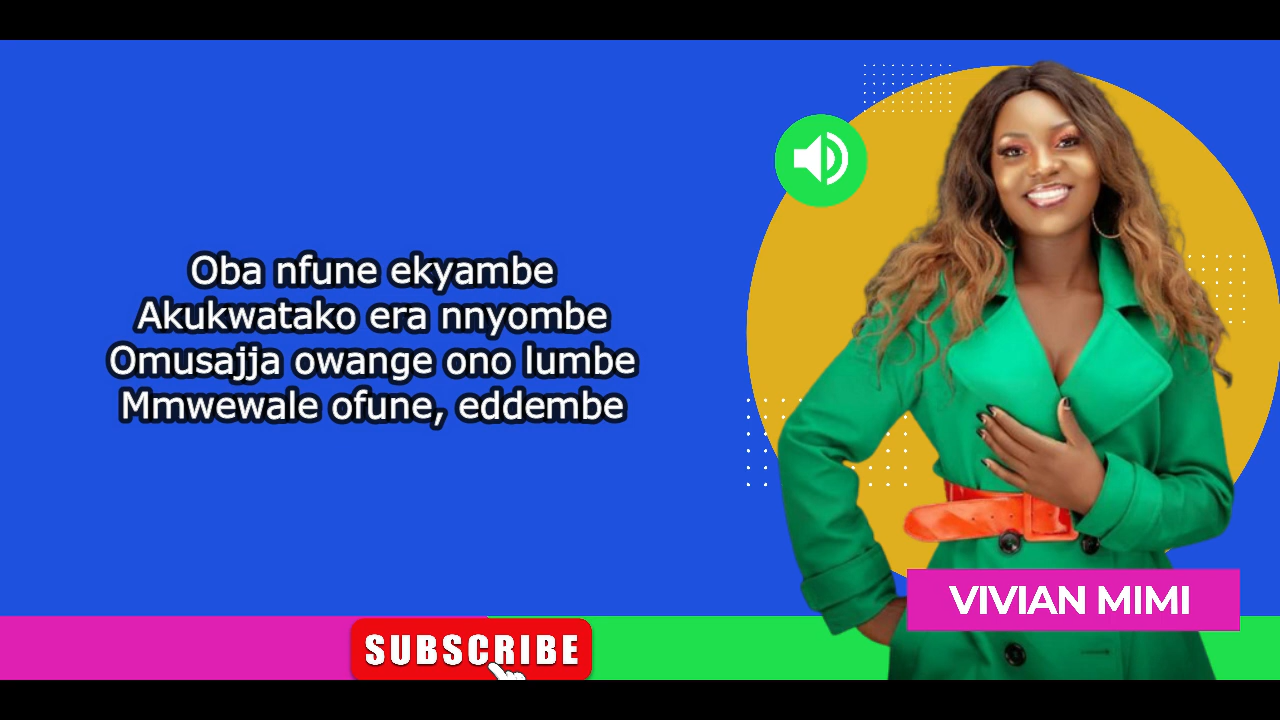 Oba nfune ekyambe
Akukwatako era nnyombe
Omusajja owange ono lumbe
Mmwewale ofune, eddembe
VIVIAN MIMI
SUBSCRIBE